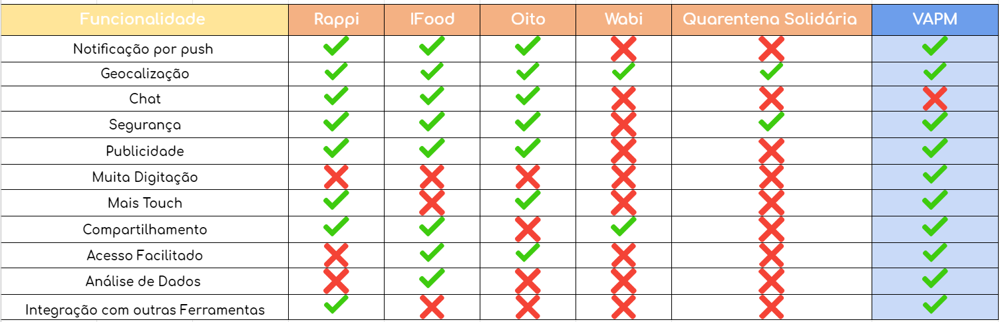 Funcionalidade Rappi IFood Oito Wabi Quarentena Solidária VAPM
Notificação por push
Geocalização
Chat
Segurança
Publicidade
Muita Digitação
Mais Touch
Compartilhamento
Acesso Facilitado
Análise de Dados
Integração com outras Ferramentas